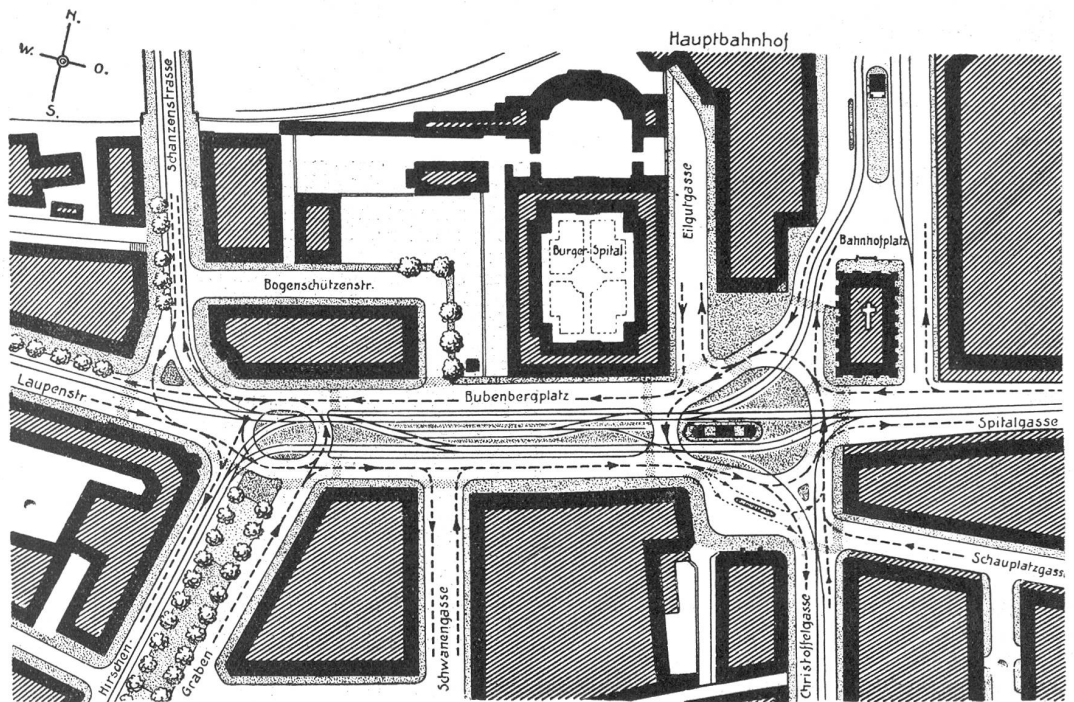 Hauptbahnhof
N.
W.
O.
S.
Schanzenstrasse
Eilgutgasse
Bahnhofplatz
Burger-Spital
Bogenschützenstr.
Laupenstr
Bubenbergplatz
Spitalgasse
Schauplatzgass
Hirschen-
Graben
Schwanengasse
Christoffelgasse